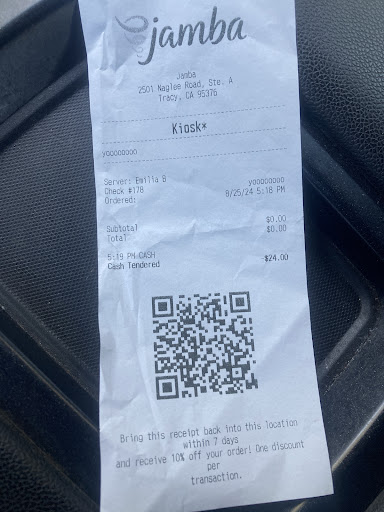 jamba
Jamba
2501 Naglee Road, Ste. A
Tracy, CA 95376
Kiosk*
yoooooooo
Server: Emilia B
Check #178 yoooooooo
Ordered: 8/25/24 5:18 PM
Subtotal $0.00
Total $0.00
5:19 PM CASH
Cash Tendered -$24.00
Bring this receipt back into this location
within 7 days
and receive 10% off your order! One discount
per
transaction.